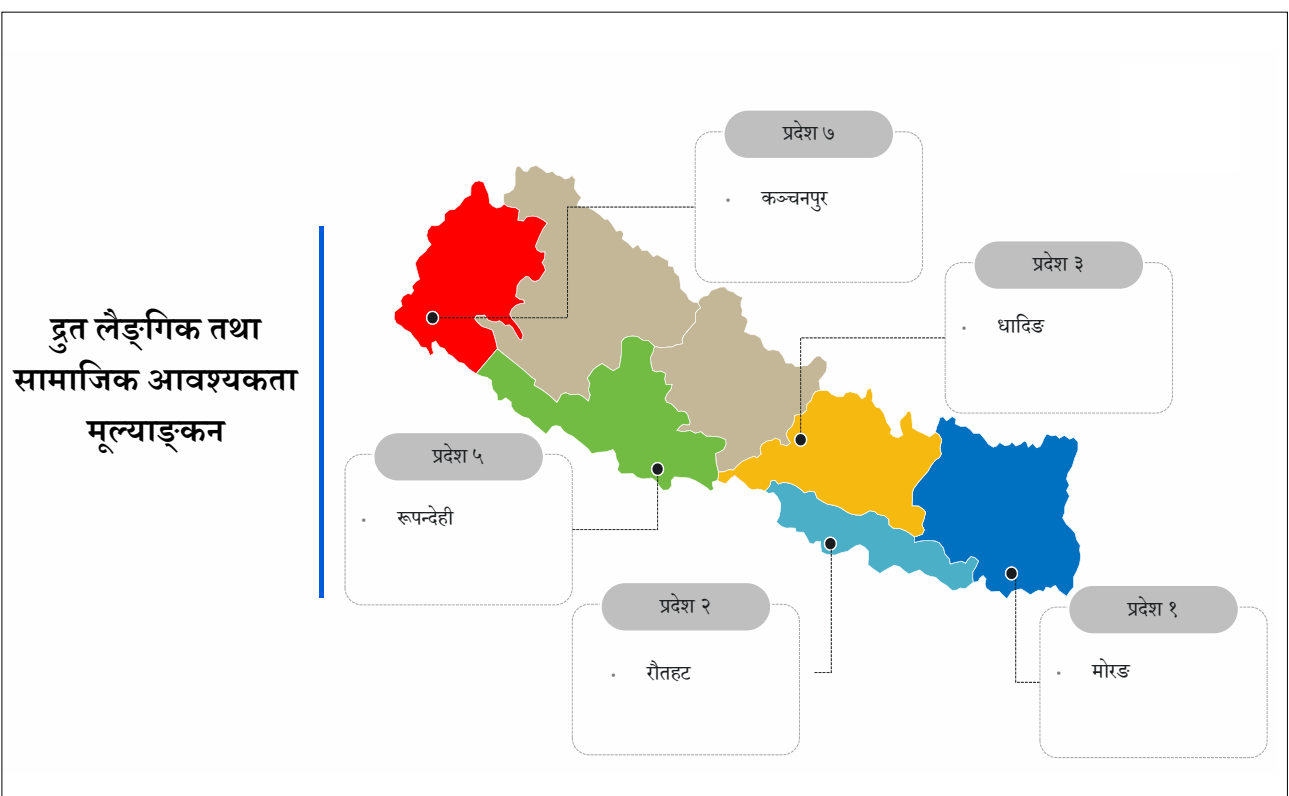 द्रुत लैङ्गिक तथा
सामाजिक आवश्यकता
मूल्याङ्कन
प्रदेश ७
• कञ्चनपुर
प्रदेश ३
• धादिङ
प्रदेश ५
• रूपन्देही
प्रदेश २
• रौतहट
प्रदेश १
• मोरङ